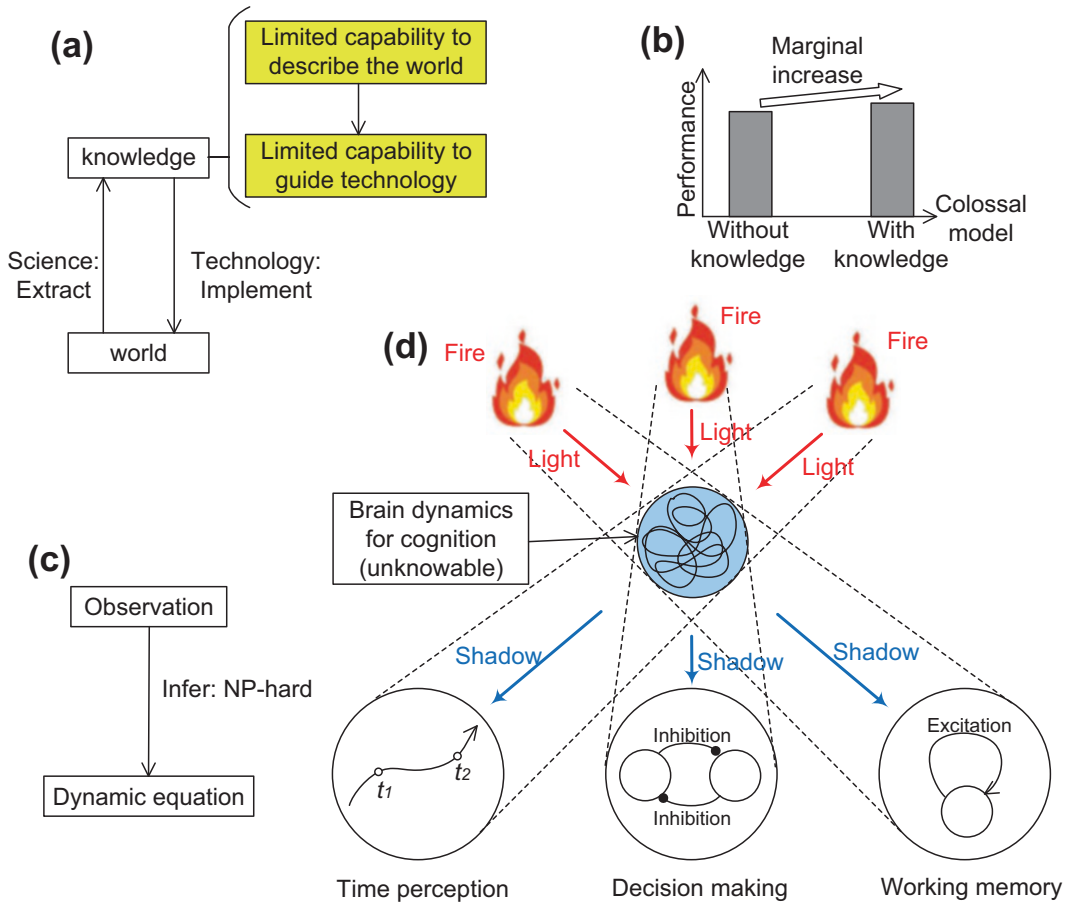 (a)
Limited capability to
describe the world
knowledge
Limited capability to
guide technology
Science:
Extract
Technology:
Implement
world
(b)
Marginal
increase
Performance
Without
knowledge
With
knowledge
Colossal
model
(c)
Observation
Infer: NP-hard
Dynamic equation
(d)
Fire
Fire
Fire
Light
Light
Light
Brain dynamics
for cognition
(unknowable)
Shadow
Shadow
Shadow
t1
t2
Inhibition
Inhibition
Excitation
Time perception
Decision making
Working memory